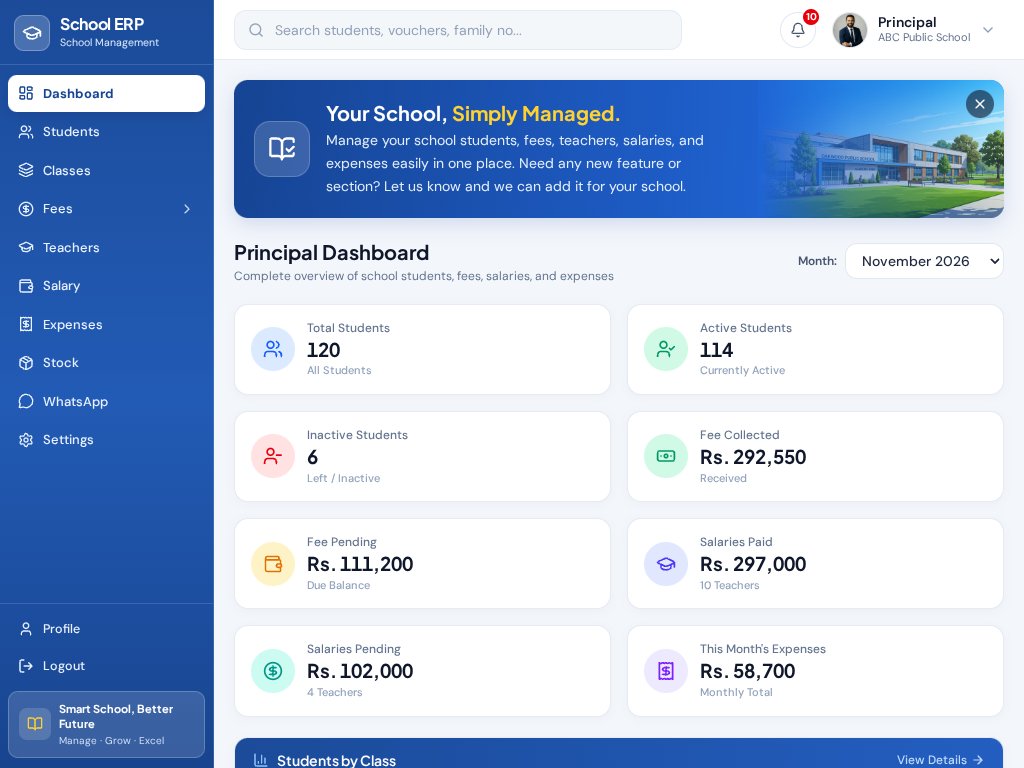 School ERP
School Management
Dashboard
Students
Classes
Fees
Teachers
Salary
Expenses
Stock
WhatsApp
Settings
Profile
Logout
Smart School, Better
Future
Manage · Grow · Excel
Search students, vouchers, family no...
10
Principal
ABC Public School
Your School, Simply Managed.
Manage your school students, fees, teachers, salaries, and
expenses easily in one place. Need any new feature or
section? Let us know and we can add it for your school.
Principal Dashboard
Complete overview of school students, fees, salaries, and expenses
Month:
November 2026
Total Students
120
All Students
Active Students
114
Currently Active
Inactive Students
6
Left / Inactive
Fee Collected
Rs. 292,550
Received
Fee Pending
Rs. 111,200
Due Balance
Salaries Paid
Rs. 297,000
10 Teachers
Salaries Pending
Rs. 102,000
4 Teachers
This Month's Expenses
Rs. 58,700
Monthly Total
Students by Class
View Details